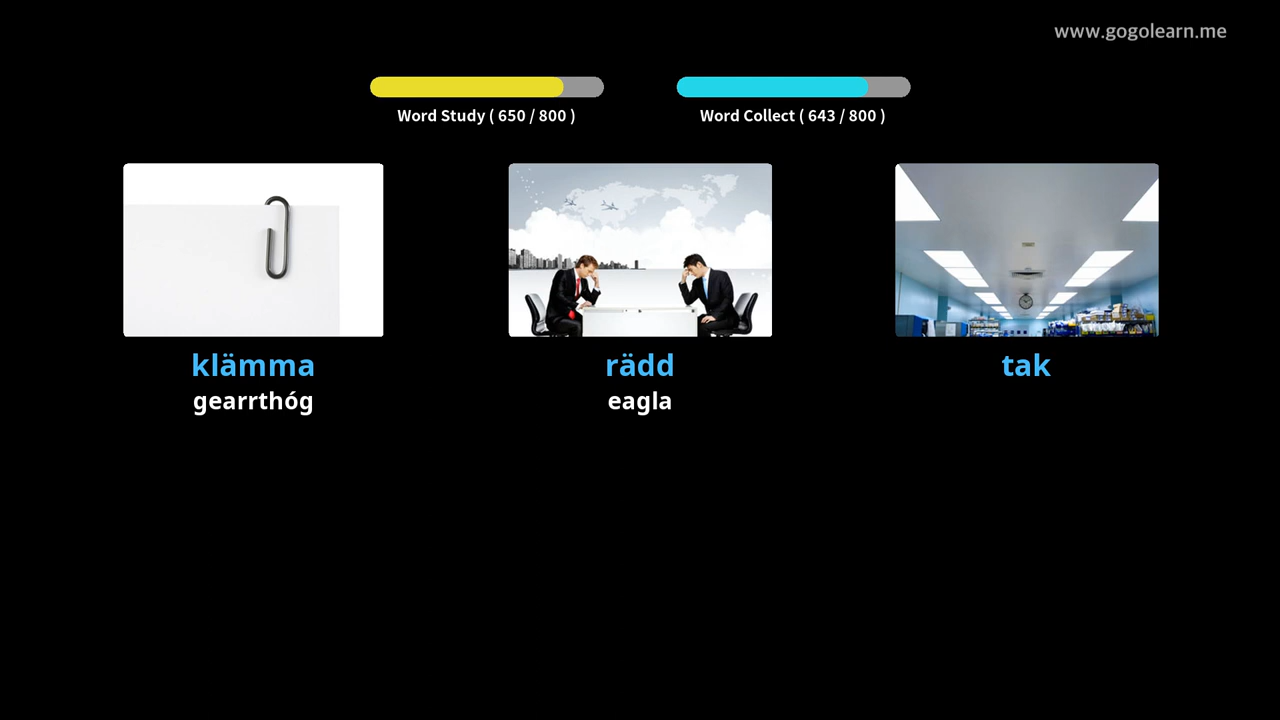 www.gogolearn.me
Word Study ( 650 / 800 )
Word Collect ( 643 / 800 )
klämma
rädd
tak
gearrthóg
eagla